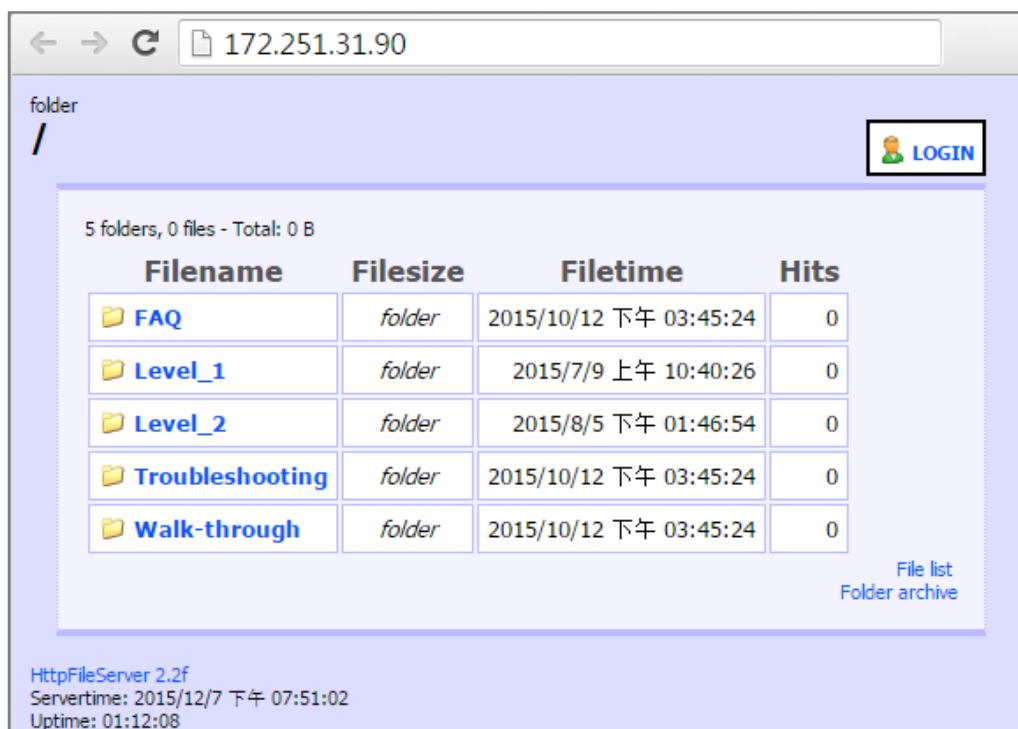 172.251.31.90
folder
/
LOGIN
5 folders, 0 files - Total: 0 B
Filename Filesize Filetime Hits
FAQ folder 2015/10/12 下午 03:45:24 0
Level_1 folder 2015/7/9 上午 10:40:26 0
Level_2 folder 2015/8/5 下午 01:46:54 0
Troubleshooting folder 2015/10/12 下午 03:45:24 0
Walk-through folder 2015/10/12 下午 03:45:24 0
File list
Folder archive
HttpFileServer 2.2f
Servertime: 2015/12/7 下午 07:51:02
Uptime: 01:12:08